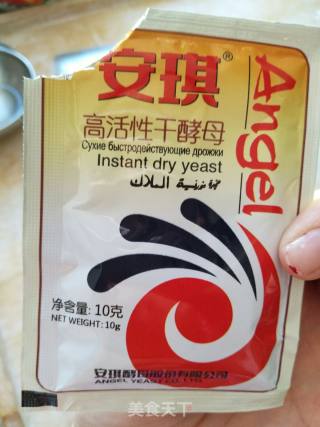 安琪®
Angel
高活性干酵母
Сухие быстродействующие дрожжи
Instant dry yeast
净含量: 10克
NET WEIGHT: 10g
安琪酵母股份有限公司
ANGEL YEAST CO., LTD
美食天下